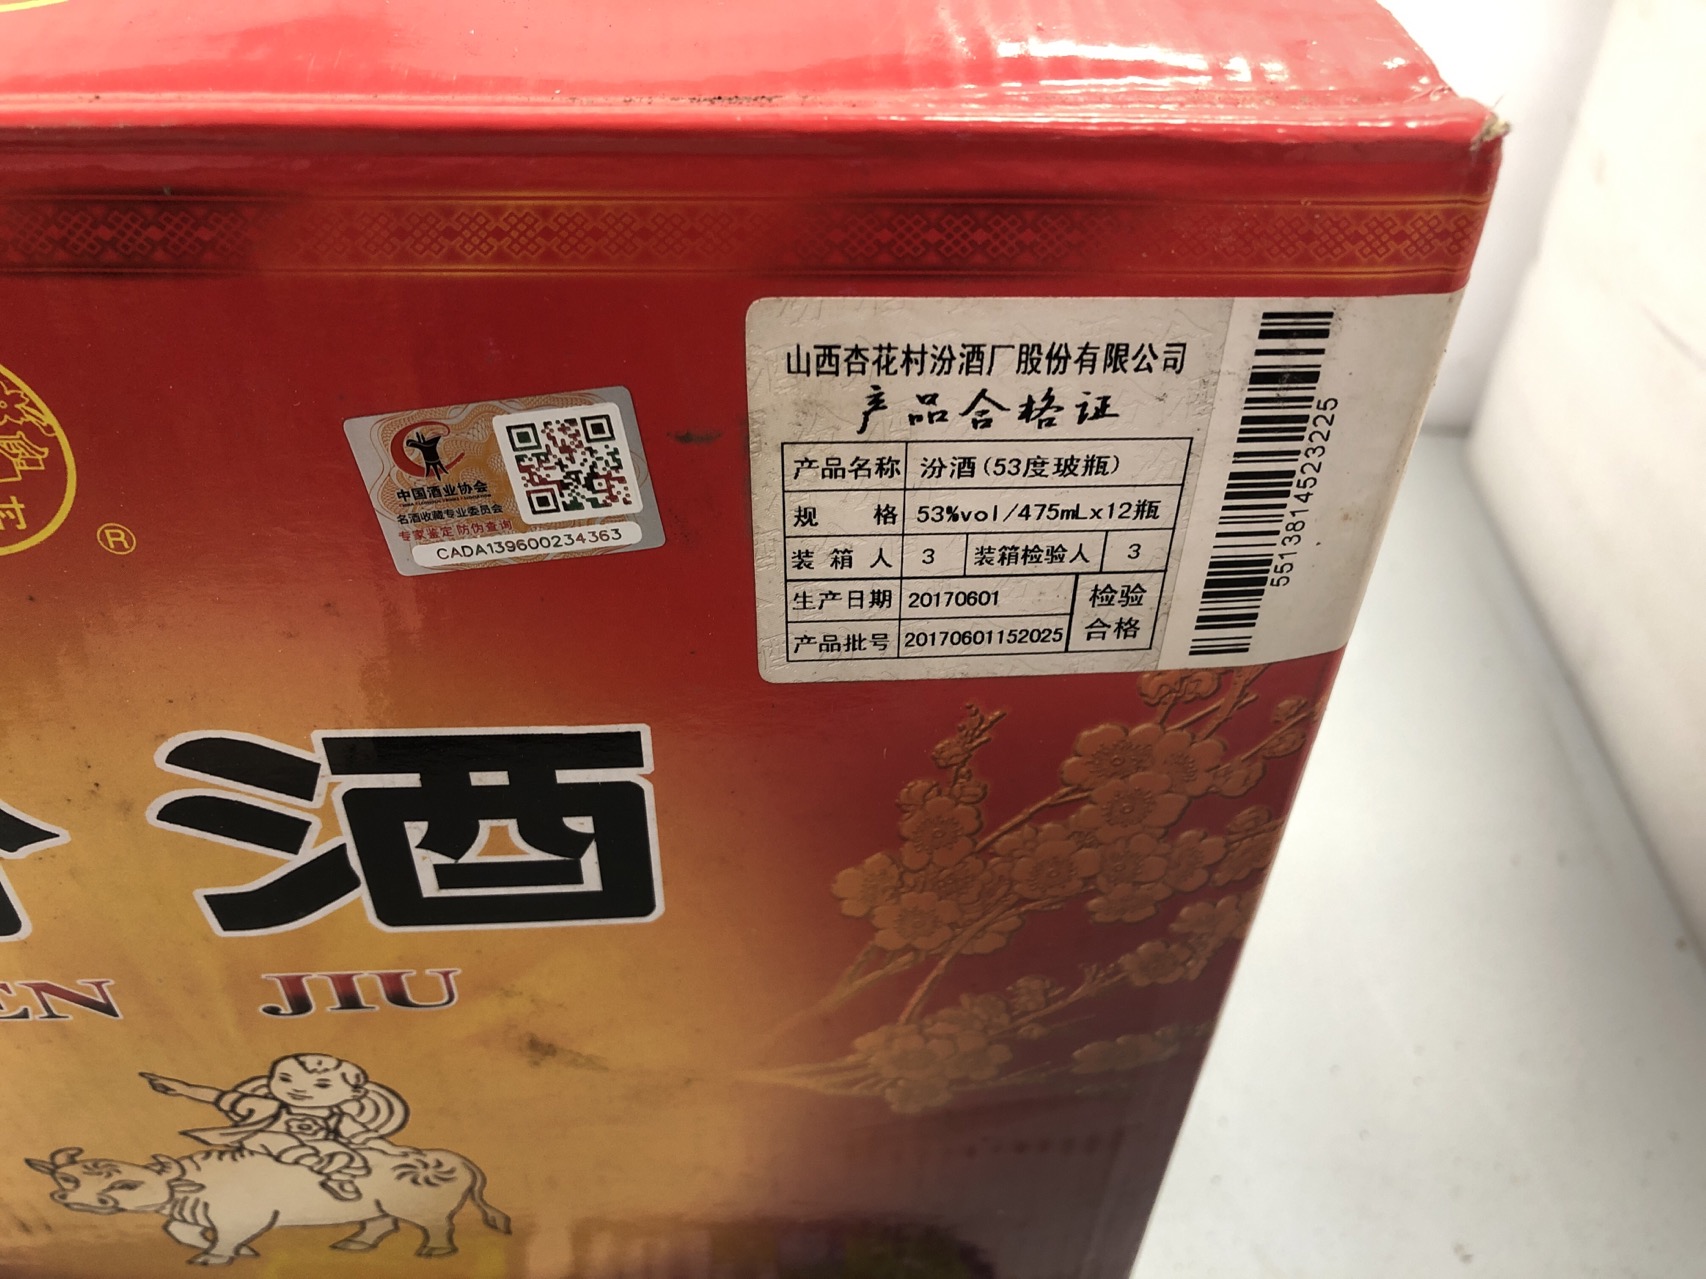 山西杏花村汾酒厂股份有限公司
产品合格证
产品名称 汾酒(53度玻瓶)
规格 53%vol/475mLx12瓶
装箱人 3 装箱检验人 3
生产日期 20170601 检验
产品批号 20170601152025 合格
55138145232​25
中国酒业协会
名酒收藏专业委员会
专家鉴定 防伪查询
CADA139600234363
村
®
酒
EN JIU